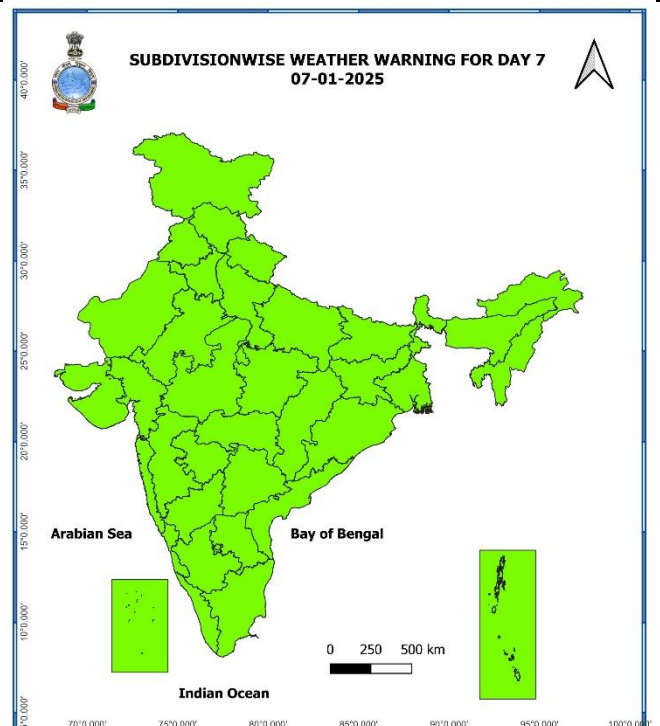 SUBDIVISIONWISE WEATHER WARNING FOR DAY 7
07-01-2025
40°0.000'
35°0.000'
30°0.000'
25°0.000'
20°0.000'
15°0.000'
10°0.000'
Arabian Sea
Bay of Bengal
0 250 500 km
Indian Ocean
70°0.000' 75°0.000' 80°0.000' 85°0.000' 90°0.000' 95°0.000' 100°0.000'